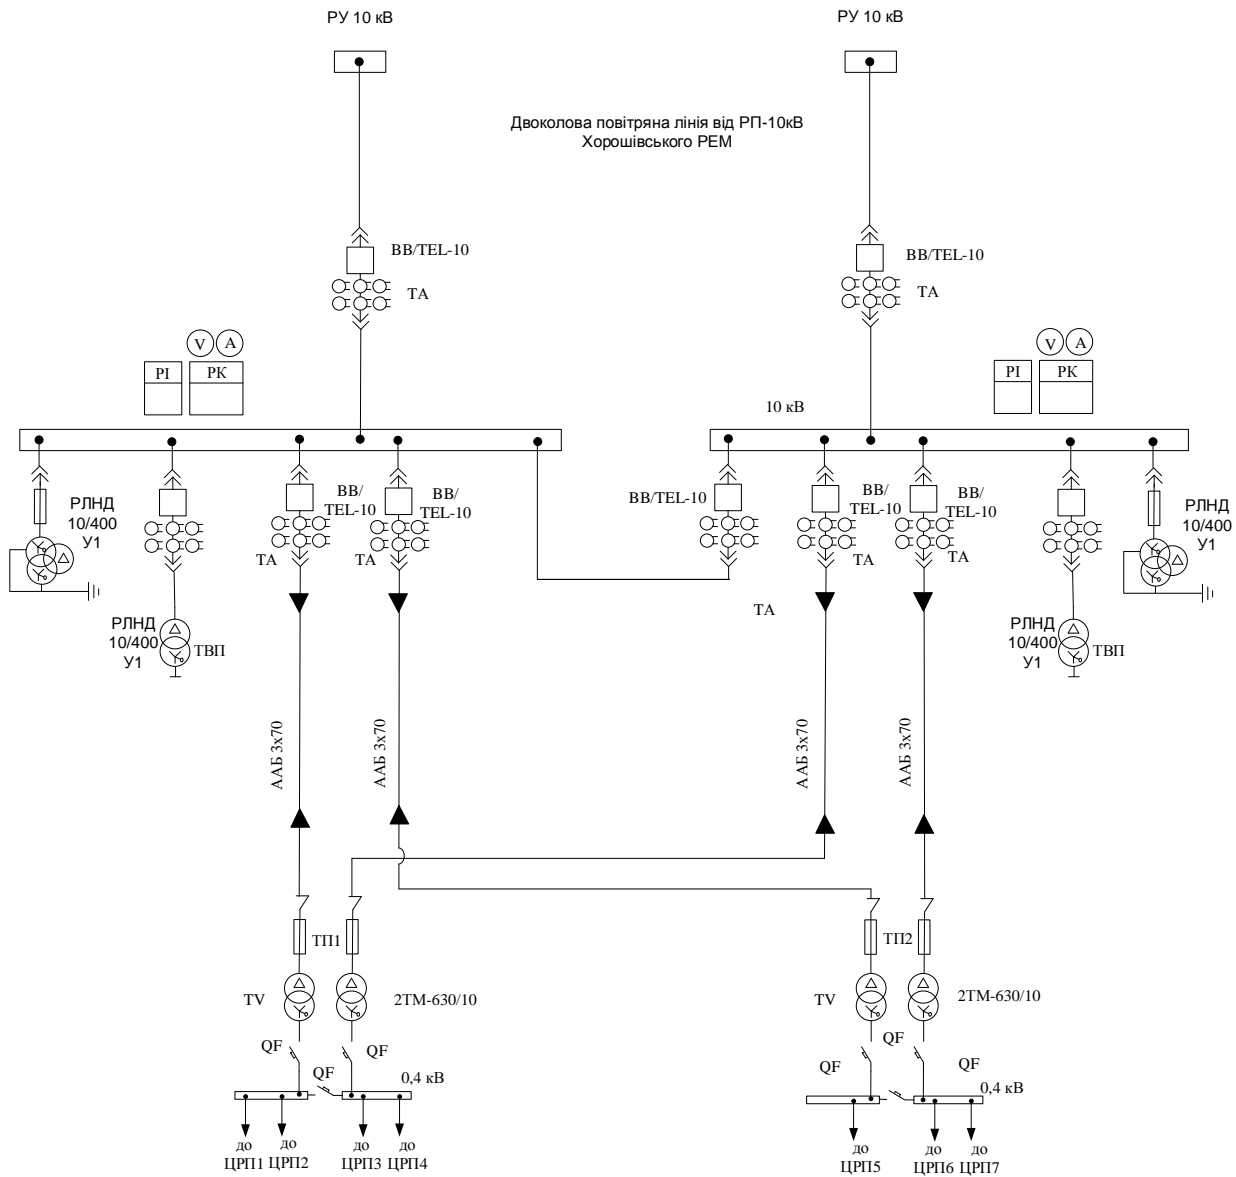 РУ 10 кВ
РУ 10 кВ
Двоколова повітряна лінія від РП-10кВ
Хорошівського РЕМ
ВВ/TEL-10
ВВ/TEL-10
ТА
ТА
V
A
V
A
РІ
РК
РІ
РК
10 кВ
РЛНД
10/400
У1
ВВ/
TEL-10
ВВ/
TEL-10
ВВ/TEL-10
ВВ/
TEL-10
ВВ/
TEL-10
РЛНД
10/400
У1
ТА
ТА
ТА
ТА
ТА
РЛНД
10/400
У1
ТВП
РЛНД
10/400
У1
ТВП
ААБ 3х70
ААБ 3х70
ААБ 3х70
ААБ 3х70
ТП1
ТП2
TV
2ТМ-630/10
TV
2ТМ-630/10
QF
QF
QF
0,4 кВ
QF
QF
QF
0,4 кВ
до
ЦРП1
до
ЦРП2
до
ЦРП3
до
ЦРП4
до
ЦРП5
до
ЦРП6
до
ЦРП7